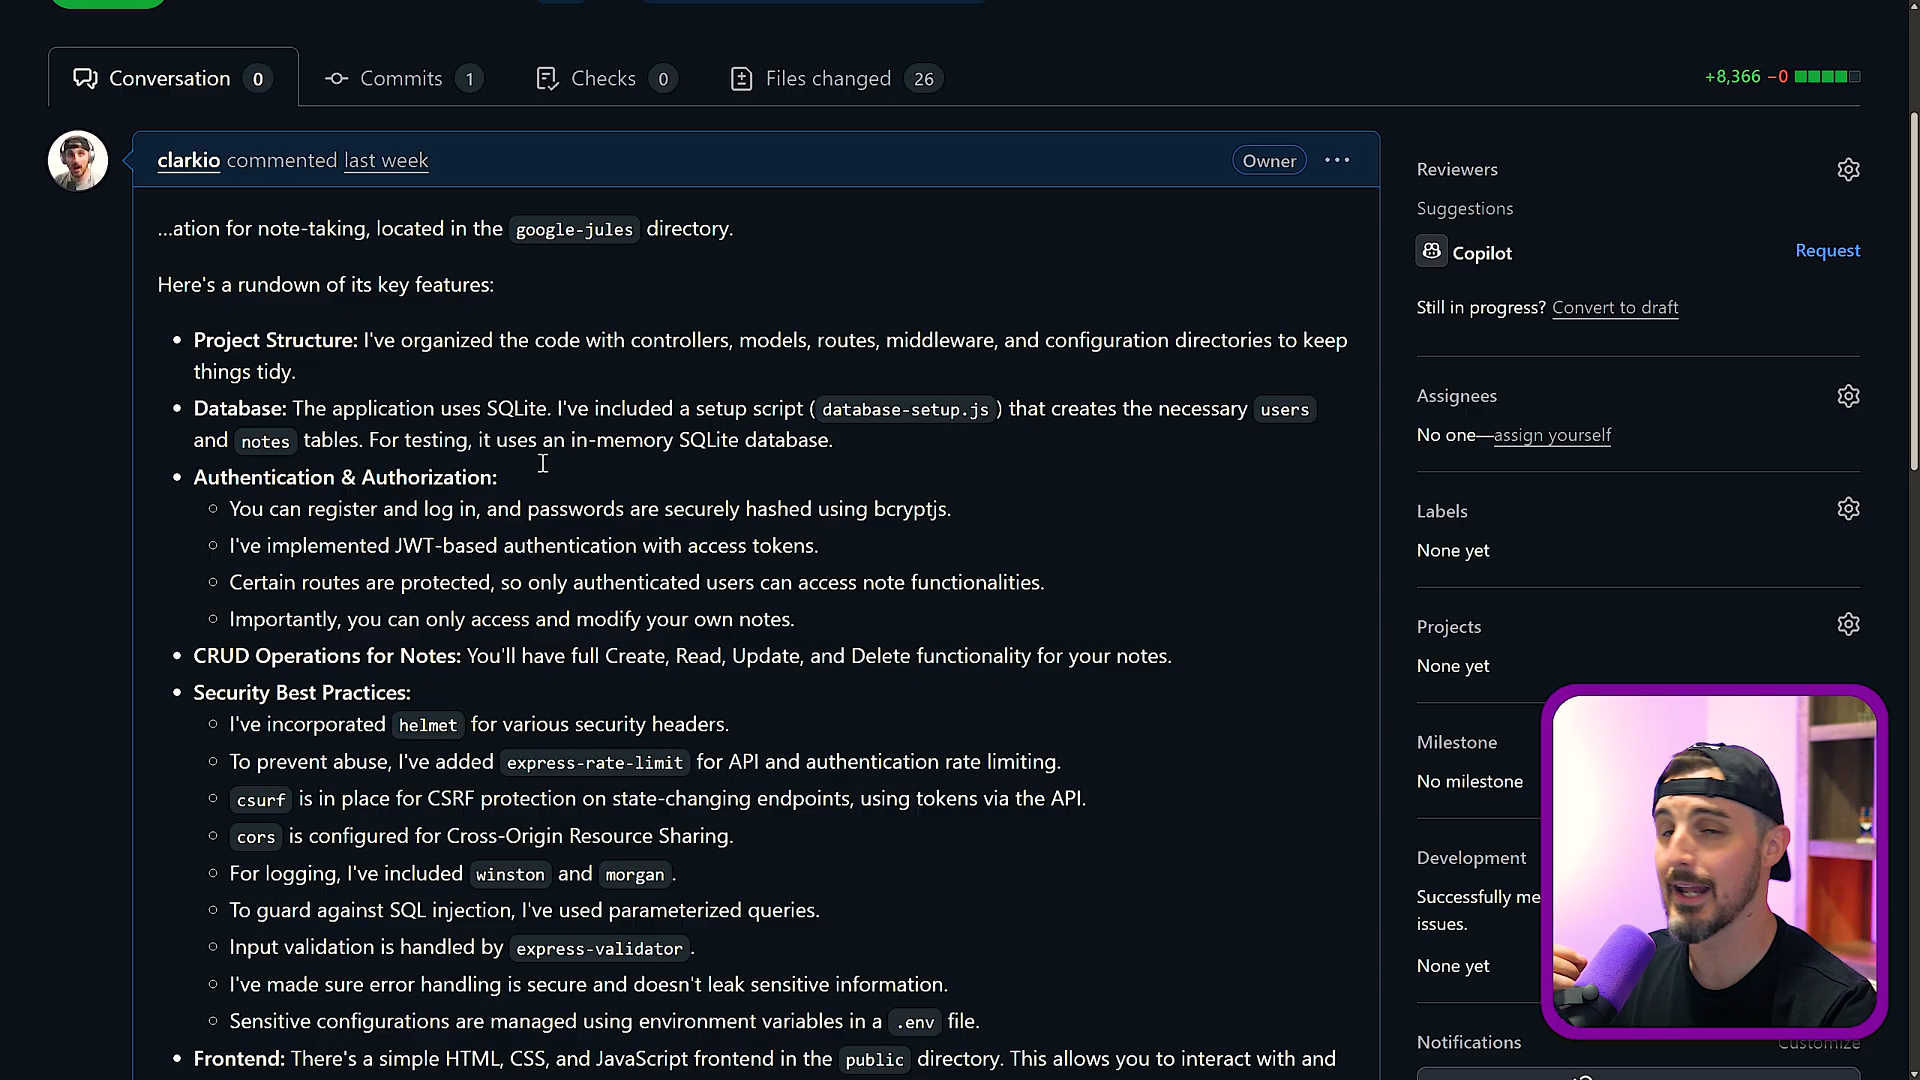 Conversation 0 Commits 1 Checks 0 Files changed 26 +8,366 −0
clarkio commented last week Owner
...ation for note-taking, located in the google-jules directory.
Here's a rundown of its key features:
• Project Structure: I've organized the code with controllers, models, routes, middleware, and configuration directories to keep
things tidy.
• Database: The application uses SQLite. I've included a setup script ( database-setup.js ) that creates the necessary users
and notes tables. For testing, it uses an in-memory SQLite database.
• Authentication & Authorization:
○ You can register and log in, and passwords are securely hashed using bcryptjs.
○ I've implemented JWT-based authentication with access tokens.
○ Certain routes are protected, so only authenticated users can access note functionalities.
○ Importantly, you can only access and modify your own notes.
• CRUD Operations for Notes: You'll have full Create, Read, Update, and Delete functionality for your notes.
• Security Best Practices:
○ I've incorporated helmet for various security headers.
○ To prevent abuse, I've added express-rate-limit for API and authentication rate limiting.
○ csurf is in place for CSRF protection on state-changing endpoints, using tokens via the API.
○ cors is configured for Cross-Origin Resource Sharing.
○ For logging, I've included winston and morgan .
○ To guard against SQL injection, I've used parameterized queries.
○ Input validation is handled by express-validator .
○ I've made sure error handling is secure and doesn't leak sensitive information.
○ Sensitive configurations are managed using environment variables in a .env file.
• Frontend: There's a simple HTML, CSS, and JavaScript frontend in the public directory. This allows you to interact with and
Reviewers
Suggestions
Copilot Request
Still in progress? Convert to draft
Assignees
No one—assign yourself
Labels
None yet
Projects
None yet
Milestone
No milestone
Development
Successfully me
issues.
None yet
Notifications Customize